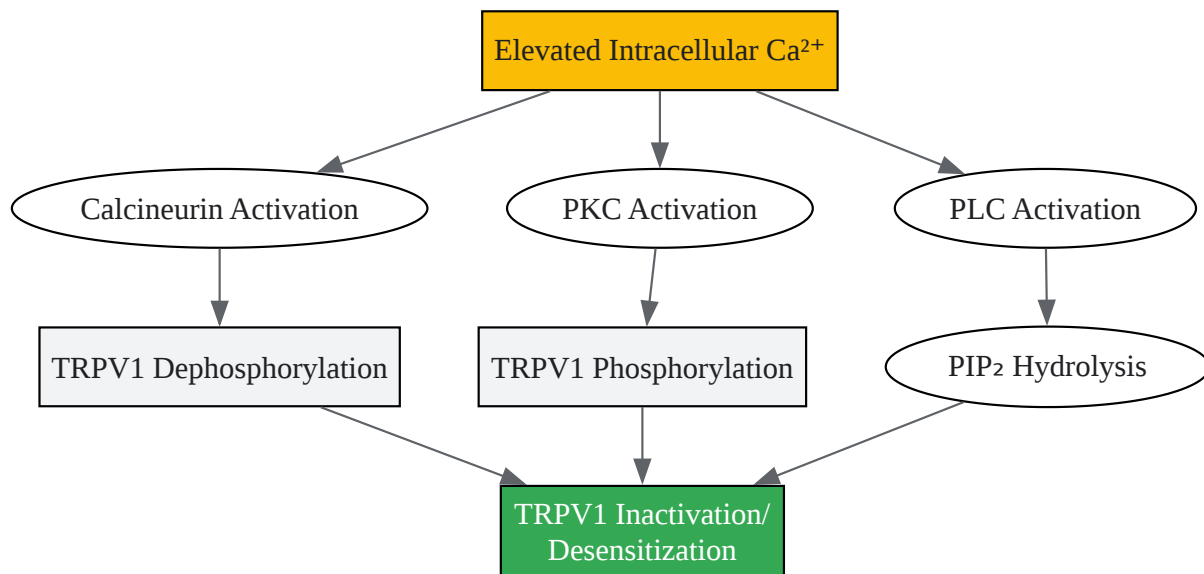 Elevated Intracellular Ca²⁺
Calcineurin Activation
PKC Activation
PLC Activation
TRPV1 Dephosphorylation
TRPV1 Phosphorylation
PIP₂ Hydrolysis
TRPV1 Inactivation/
Desensitization